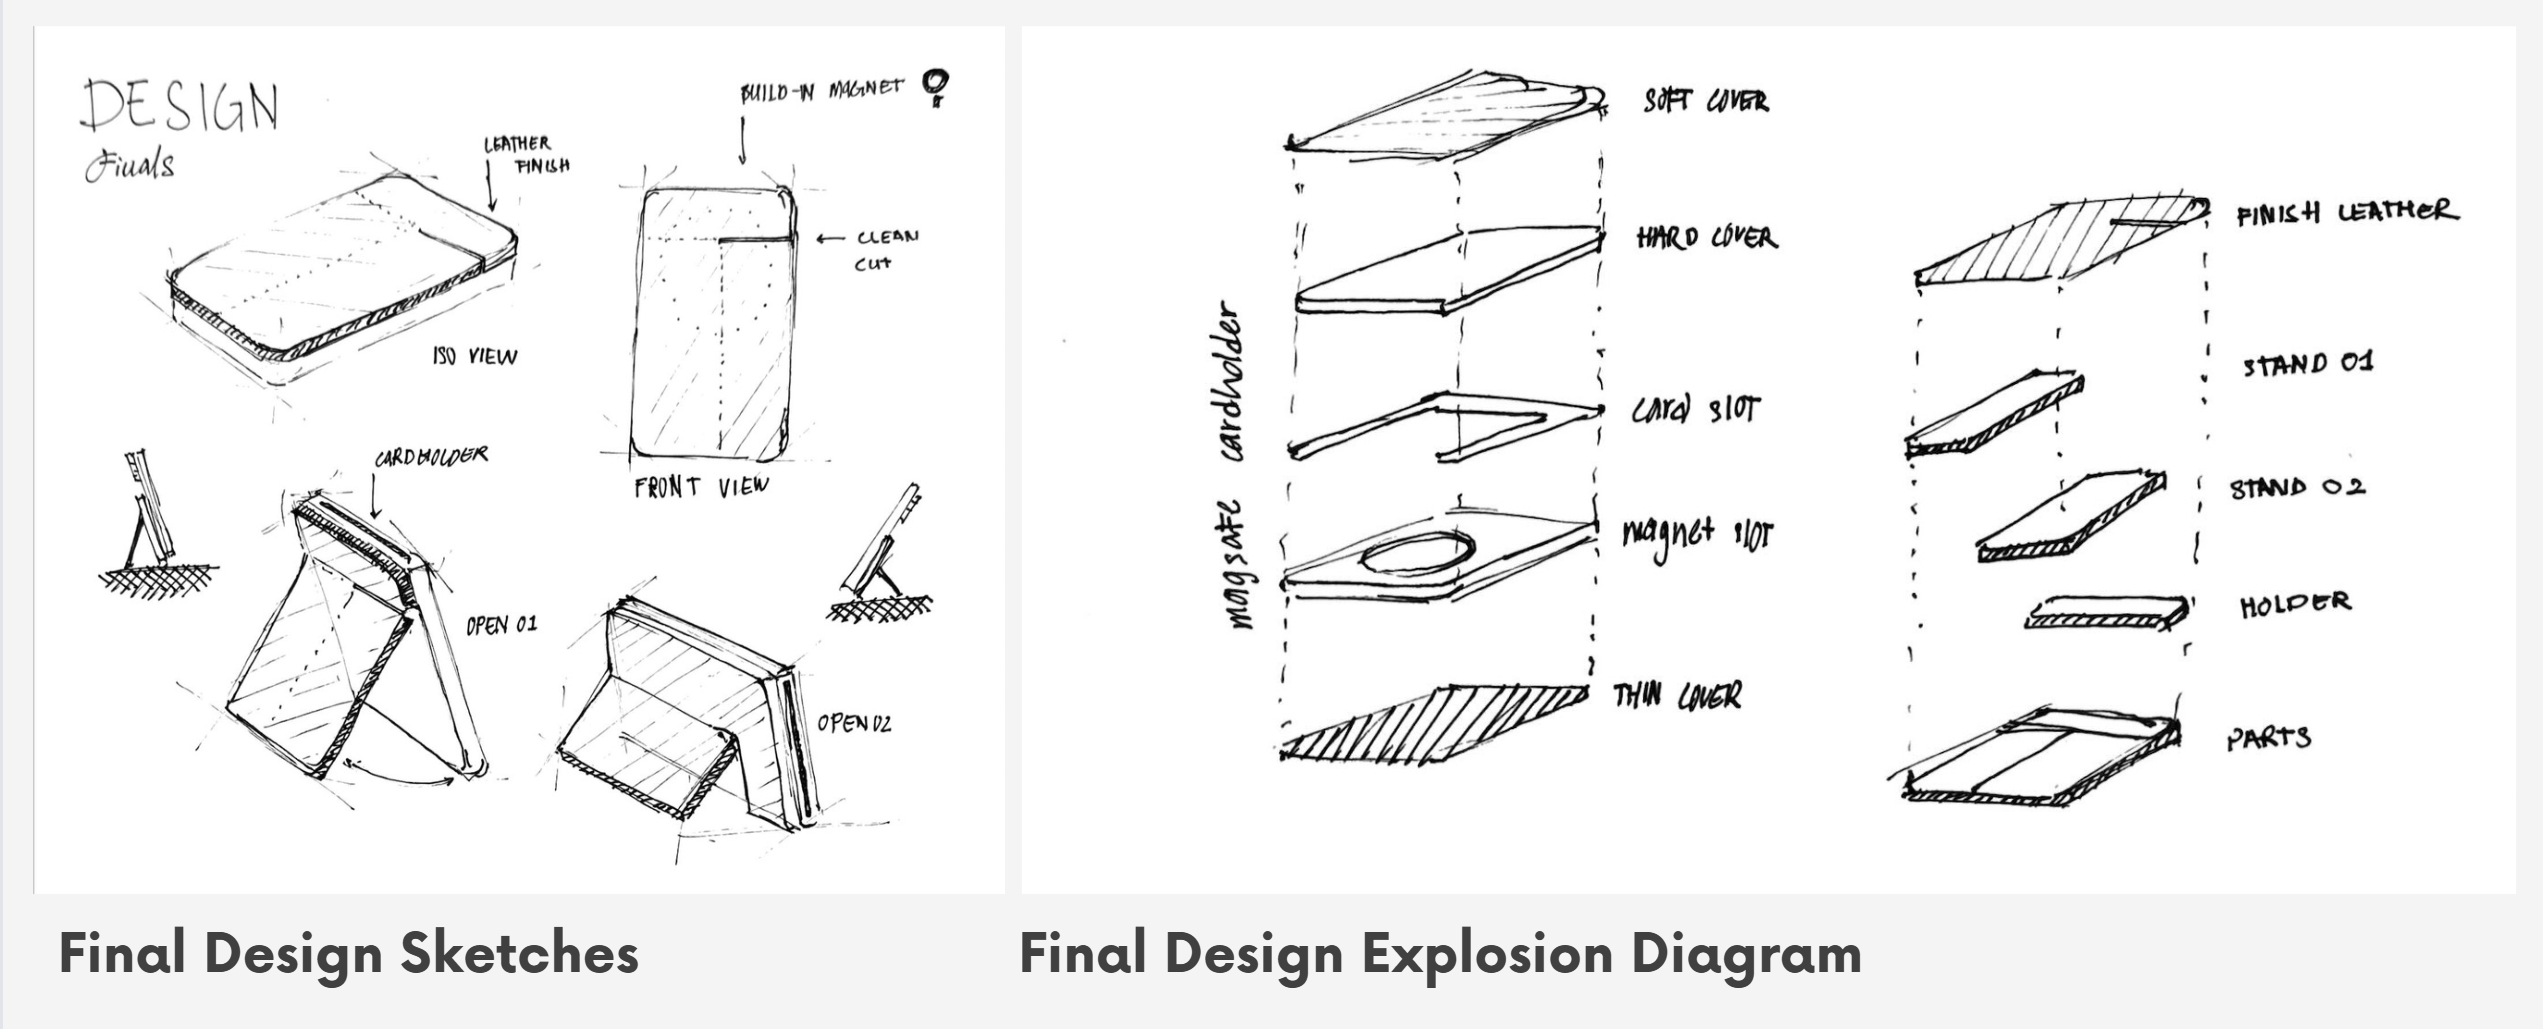 DESIGN
Finals
LEATHER
FINISH
BUILD-IN MAGNET
CLEAN
CUT
ISO VIEW
FRONT VIEW
CARDHOLDER
OPEN 01
OPEN 02
Final Design Sketches
cardholder
magsafe
SOFT COVER
HARD COVER
card slot
magnet slot
THIN COVER
FINISH LEATHER
STAND 01
STAND 02
HOLDER
PARTS
Final Design Explosion Diagram